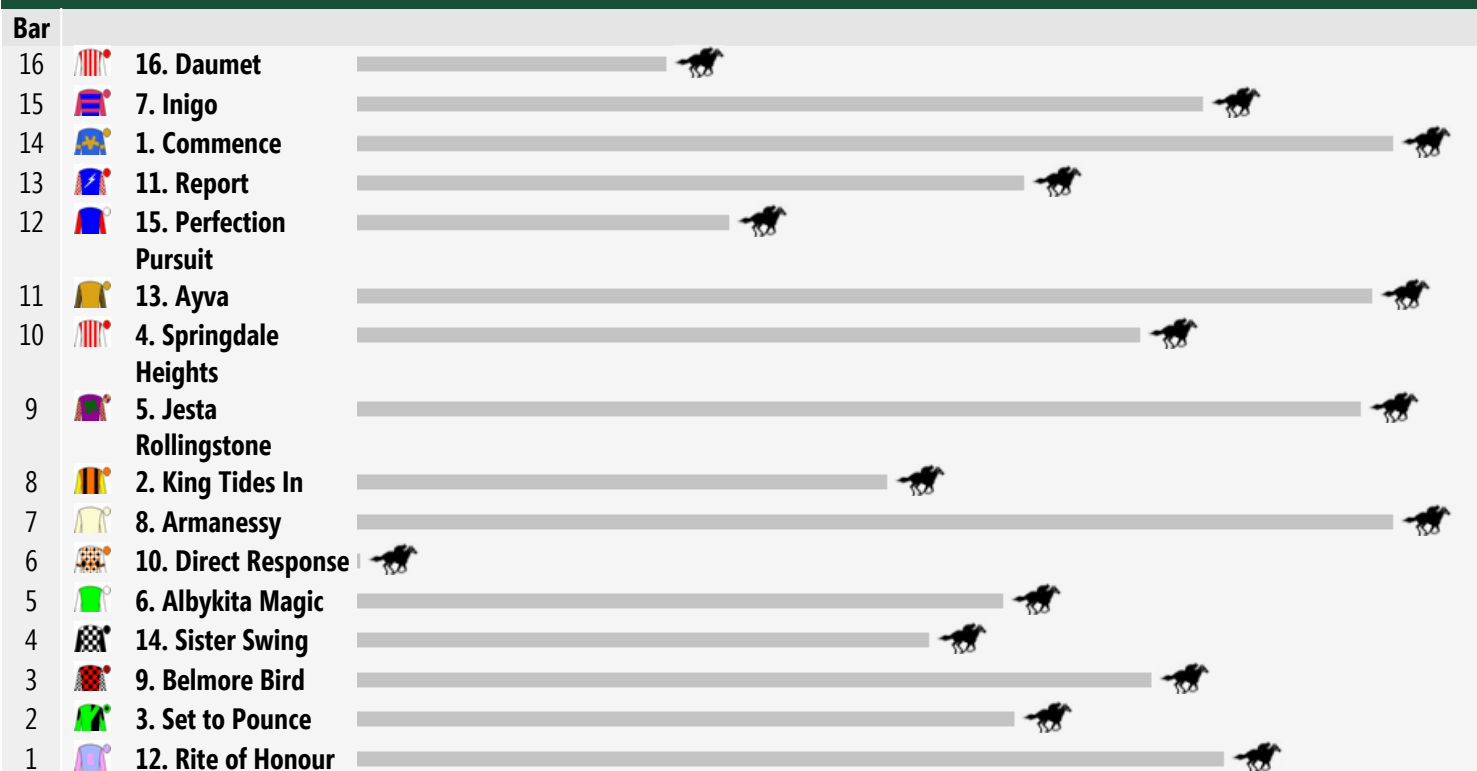 Bar
16 16. Daumet
15 7. Inigo
14 1. Commence
13 11. Report
12 15. Perfection
Pursuit
11 13. Ayva
10 4. Springdale
Heights
9 5. Jesta
Rollingstone
8 2. King Tides In
7 8. Armanessy
6 10. Direct Response
5 6. Albykita Magic
4 14. Sister Swing
3 9. Belmore Bird
2 3. Set to Pounce
1 12. Rite of Honour